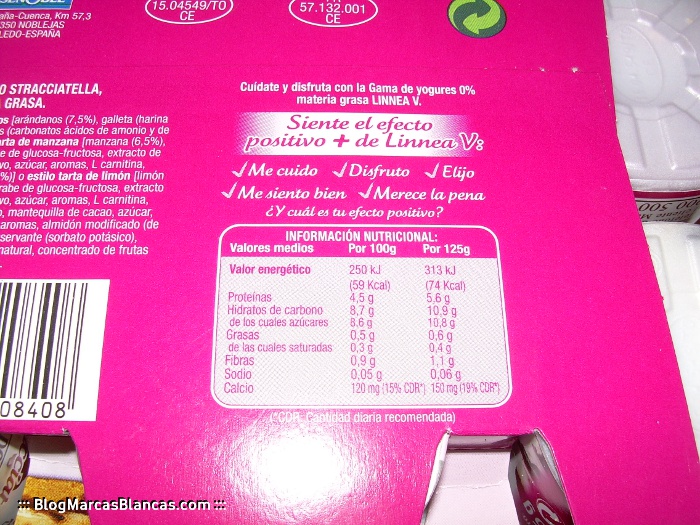 aña-Cuenca, Km 57,3
350 NOBLEJAS
LEDO-ESPAÑA
15.04549/TO
CE
57.132.001
CE
O STRACCIATELLA,
GRASA.
os [arándanos (7,5%), galleta (harina
s (carbonatos ácidos de amonio y de
arta de manzana [manzana (6,5%),
e de glucosa-fructosa, extracto de
vo, azúcar, aromas, L carnitina,
%)] o estilo tarta de limón [limón
rabe de glucosa-fructosa, extracto
vo, azúcar, aromas, L carnitina,
o, mantequilla de cacao, azúcar,
aromas, almidón modificado (de
servante (sorbato potásico),
natural, concentrado de frutas
08408
Cuídate y disfruta con la Gama de yogures 0%
materia grasa LINNEA V.
Siente el efecto
positivo + de Linnea V:
√ Me cuido √ Disfruto √ Elijo
√ Me siento bien √ Merece la pena
¿Y cuál es tu efecto positivo?
INFORMACIÓN NUTRICIONAL:
Valores medios Por 100g Por 125g
Valor energético 250 kJ 313 kJ
(59 Kcal) (74 Kcal)
Proteínas 4,5 g 5,6 g
Hidratos de carbono 8,7 g 10,9 g
de los cuales azúcares 8,6 g 10,8 g
Grasas 0,5 g 0,6 g
de las cuales saturadas 0,3 g 0,4 g
Fibras 0,9 g 1,1 g
Sodio 0,05 g 0,06 g
Calcio 120 mg (15% CDR*) 150 mg (19% CDR*)
(*CDR: Cantidad diaria recomendada)
::: BlogMarcasBlancas.com :::